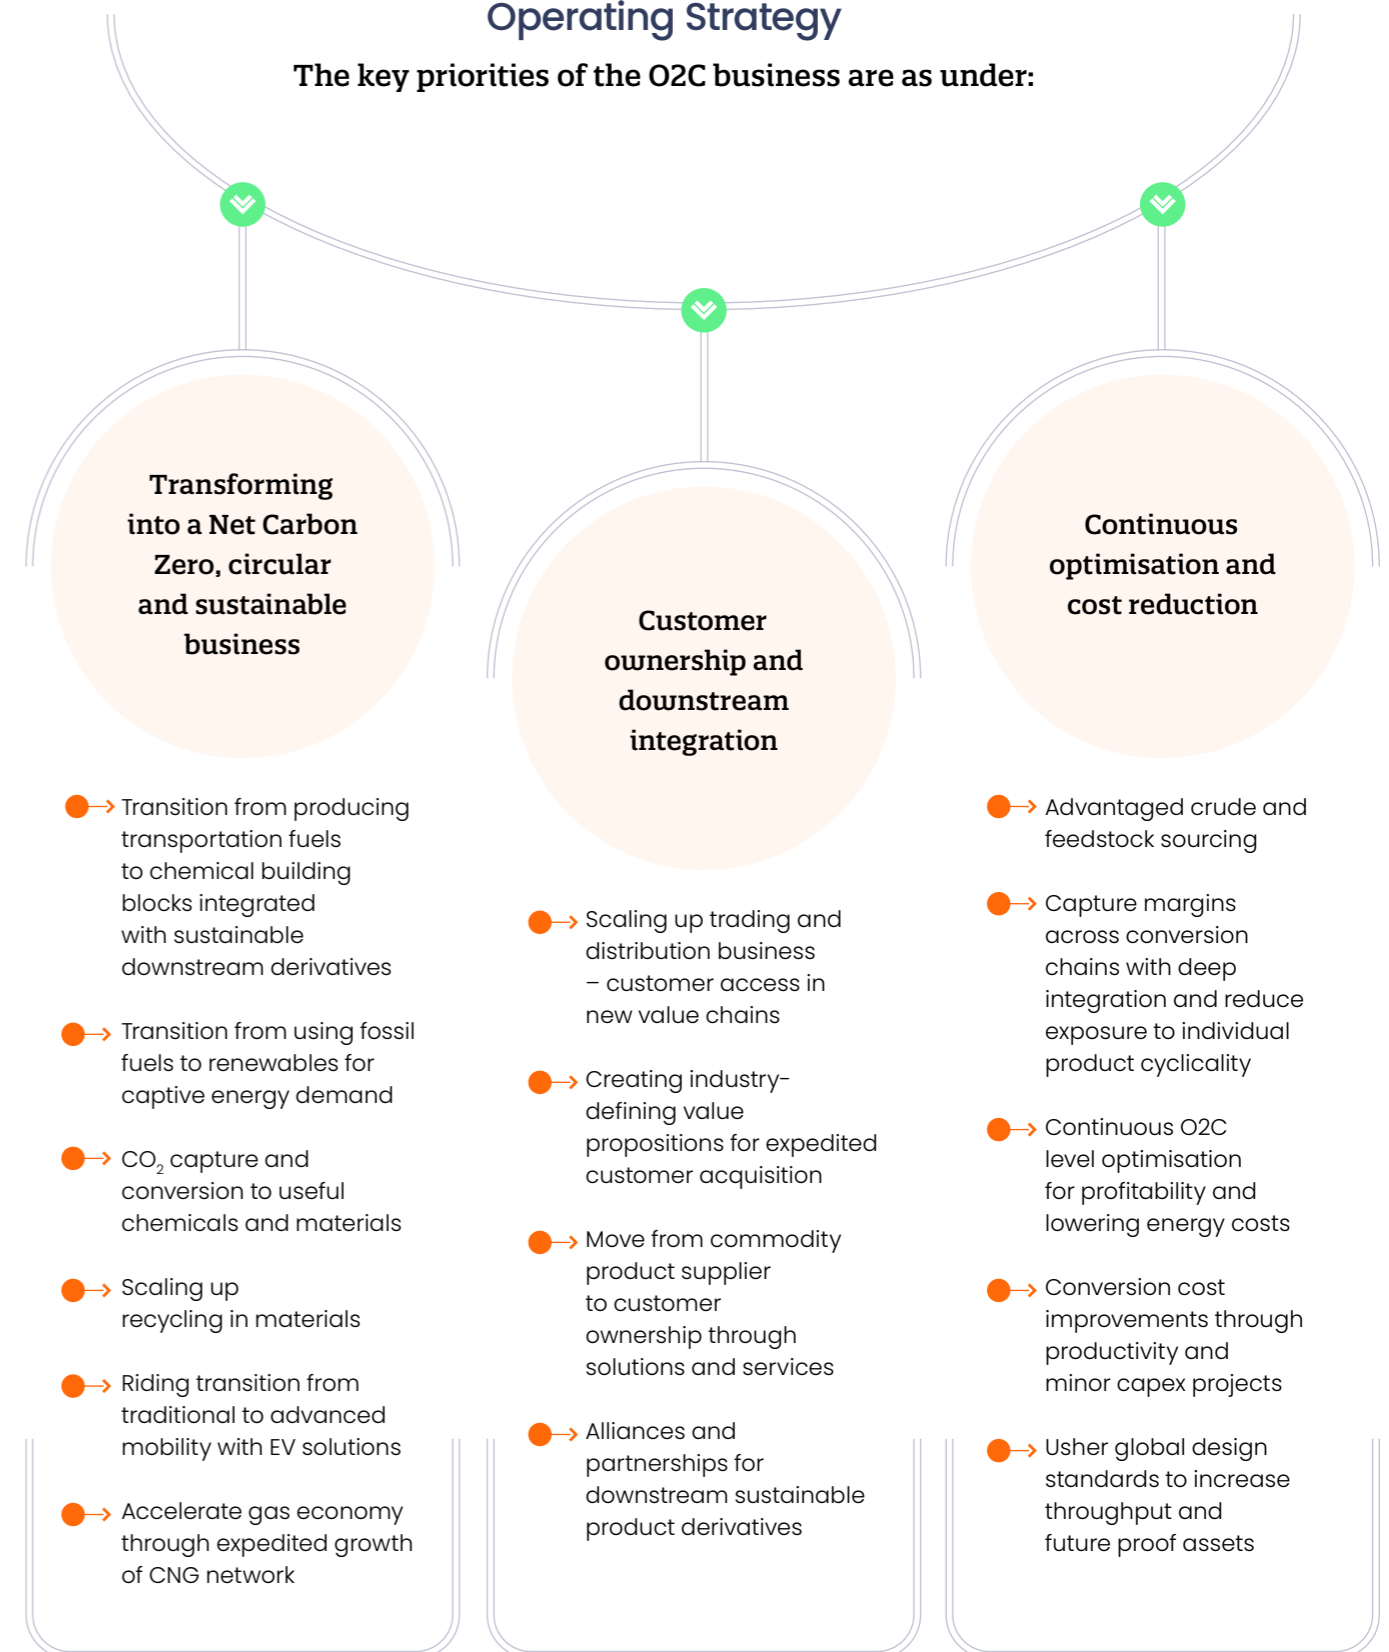 Operating Strategy
The key priorities of the O2C business are as under:
Transforming
into a Net Carbon
Zero, circular
and sustainable
business
Transition from producing
transportation fuels
to chemical building
blocks integrated
with sustainable
downstream derivatives
Transition from using fossil
fuels to renewables for
captive energy demand
CO₂ capture and
conversion to useful
chemicals and materials
Scaling up
recycling in materials
Riding transition from
traditional to advanced
mobility with EV solutions
Accelerate gas economy
through expedited growth
of CNG network
Customer
ownership and
downstream
integration
Scaling up trading and
distribution business
– customer access in
new value chains
Creating industry-
defining value
propositions for expedited
customer acquisition
Move from commodity
product supplier
to customer
ownership through
solutions and services
Alliances and
partnerships for
downstream sustainable
product derivatives
Continuous
optimisation and
cost reduction
Advantaged crude and
feedstock sourcing
Capture margins
across conversion
chains with deep
integration and reduce
exposure to individual
product cyclicality
Continuous O2C
level optimisation
for profitability and
lowering energy costs
Conversion cost
improvements through
productivity and
minor capex projects
Usher global design
standards to increase
throughput and
future proof assets